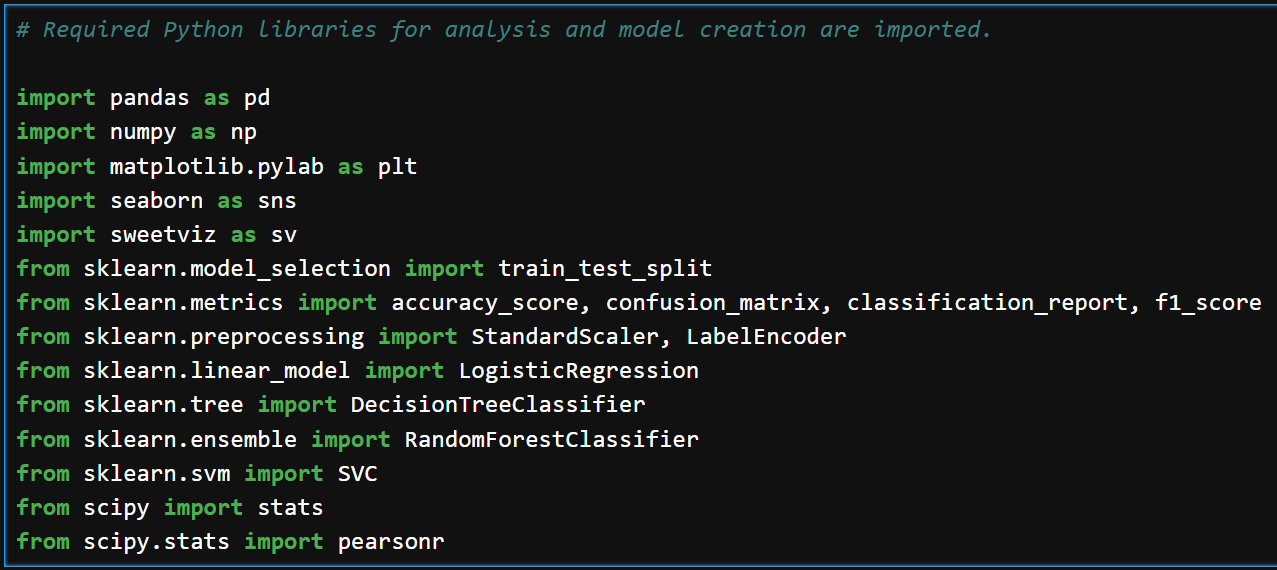 # Required Python libraries for analysis and model creation are imported.
import pandas as pd
import numpy as np
import matplotlib.pylab as plt
import seaborn as sns
import sweetviz as sv
from sklearn.model_selection import train_test_split
from sklearn.metrics import accuracy_score, confusion_matrix, classification_report, f1_score
from sklearn.preprocessing import StandardScaler, LabelEncoder
from sklearn.linear_model import LogisticRegression
from sklearn.tree import DecisionTreeClassifier
from sklearn.ensemble import RandomForestClassifier
from sklearn.svm import SVC
from scipy import stats
from scipy.stats import pearsonr